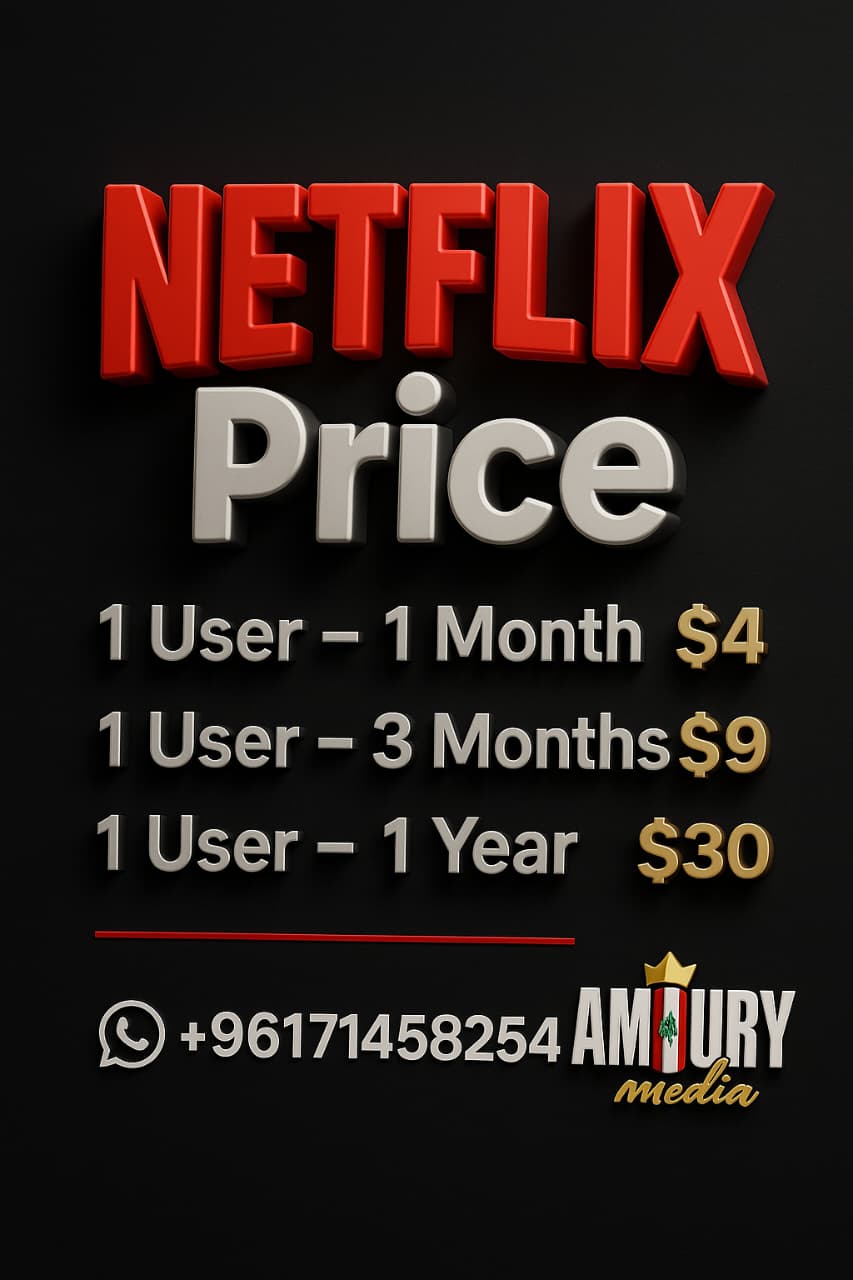 NETFLIX
Price
1 User – 1 Month $4
1 User – 3 Months $9
1 User – 1 Year $30
+96171458254
AMOURY
media